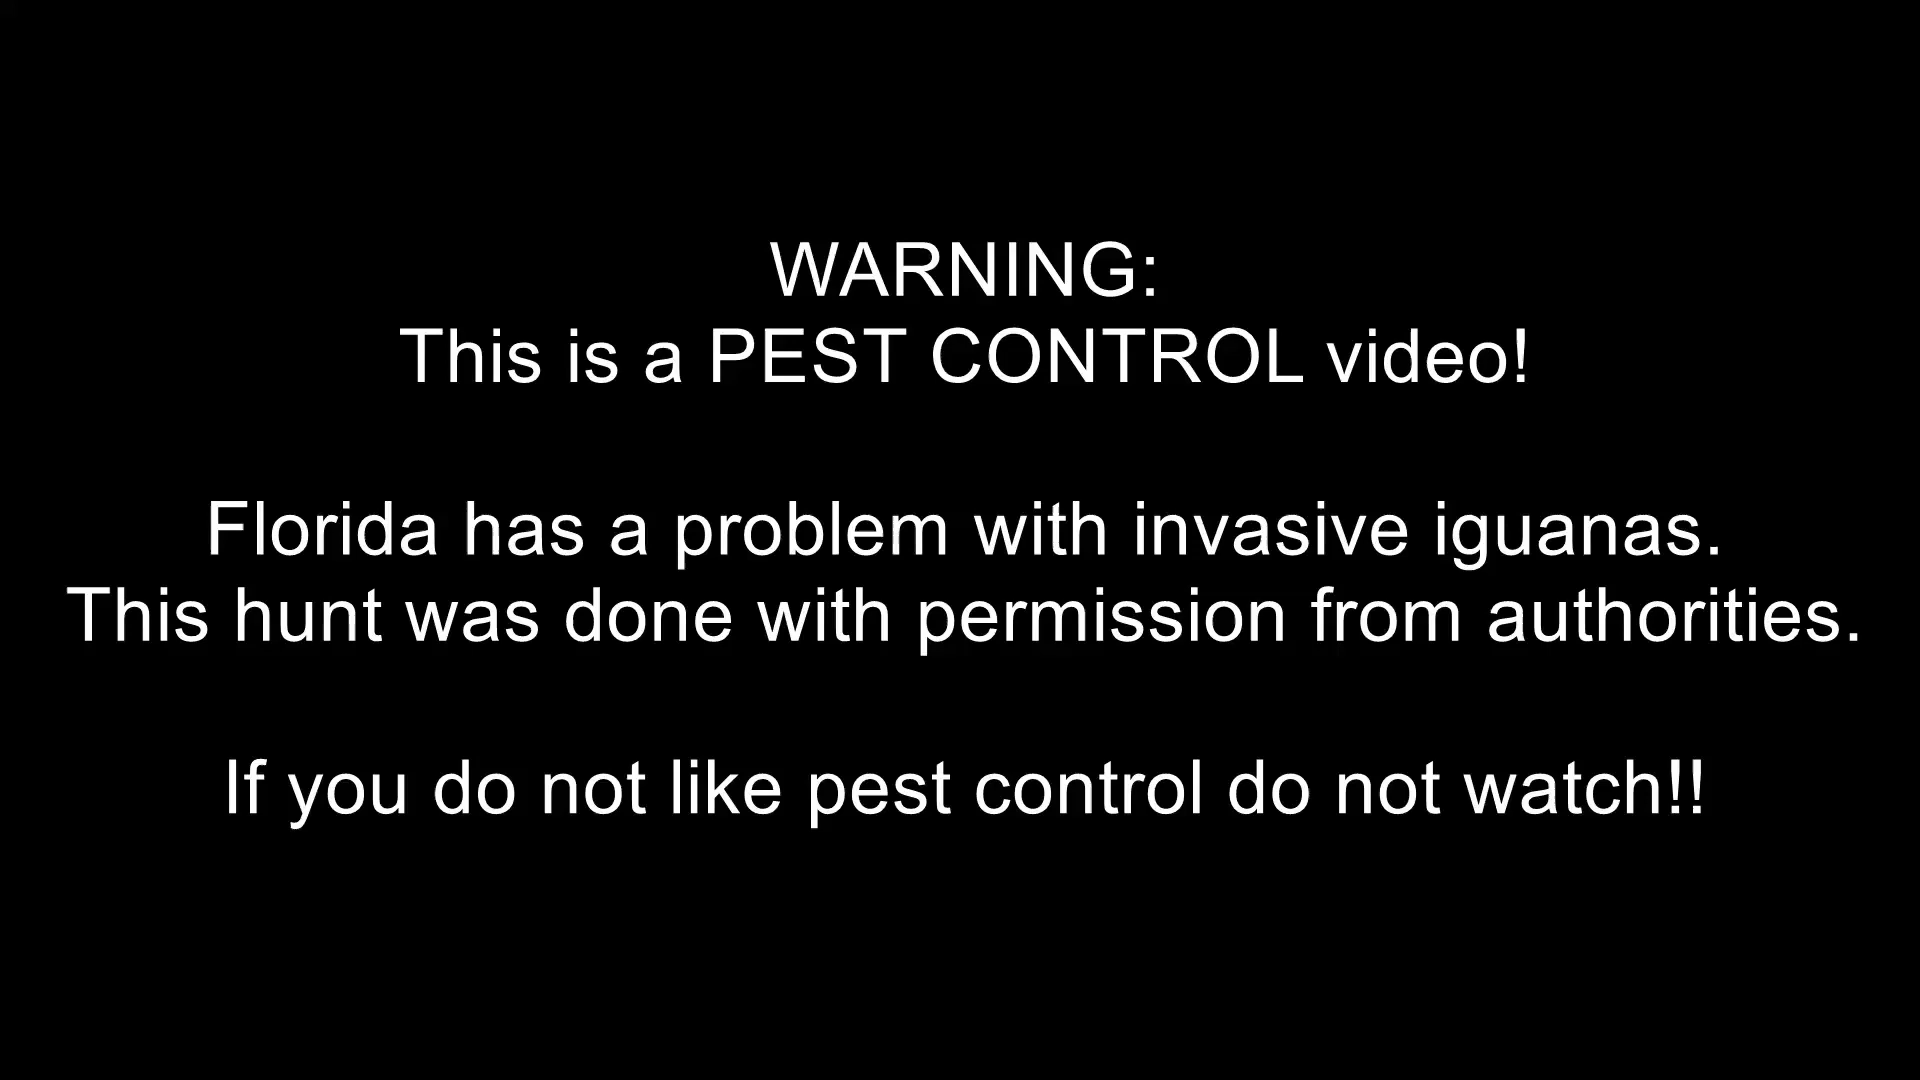 WARNING:
This is a PEST CONTROL video!
Florida has a problem with invasive iguanas.
This hunt was done with permission from authorities.
If you do not like pest control do not watch!!